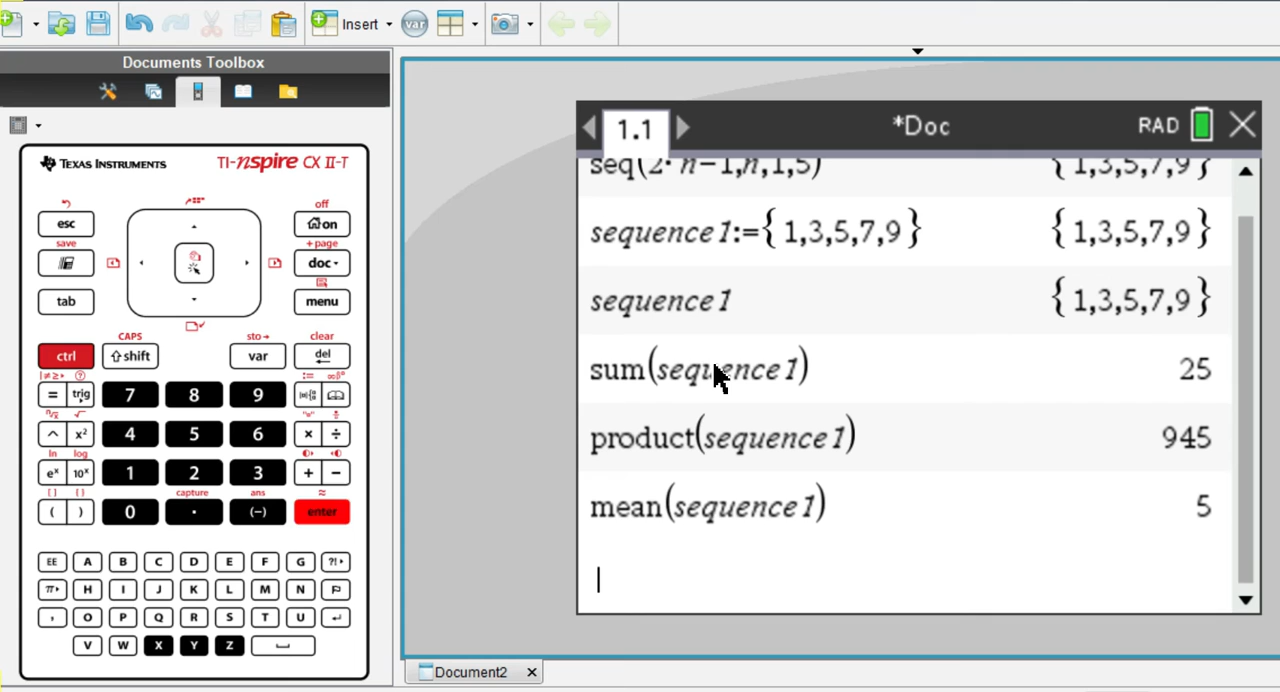 Insert
var
Documents Toolbox
TEXAS INSTRUMENTS TI-nspire CX II-T
esc
save
tab
off
on
+ page
doc
menu
CAPS
sto→
clear
ctrl
shift
var
del
= trig 7 8 9
^ x² 4 5 6 × ÷
ln log
eˣ 10ˣ 1 2 3 + −
[ ] { } capture ans ≈
( ) 0 . (−) enter
EE A B C D E F G ?!▸
π▸ H I J K L M N
, O P Q R S T U
V W X Y Z
1.1 *Doc RAD
seq(2·n−1,n,1,5) {1,3,5,7,9}
sequence1:={1,3,5,7,9} {1,3,5,7,9}
sequence1 {1,3,5,7,9}
sum(sequence1) 25
product(sequence1) 945
mean(sequence1) 5
Document2